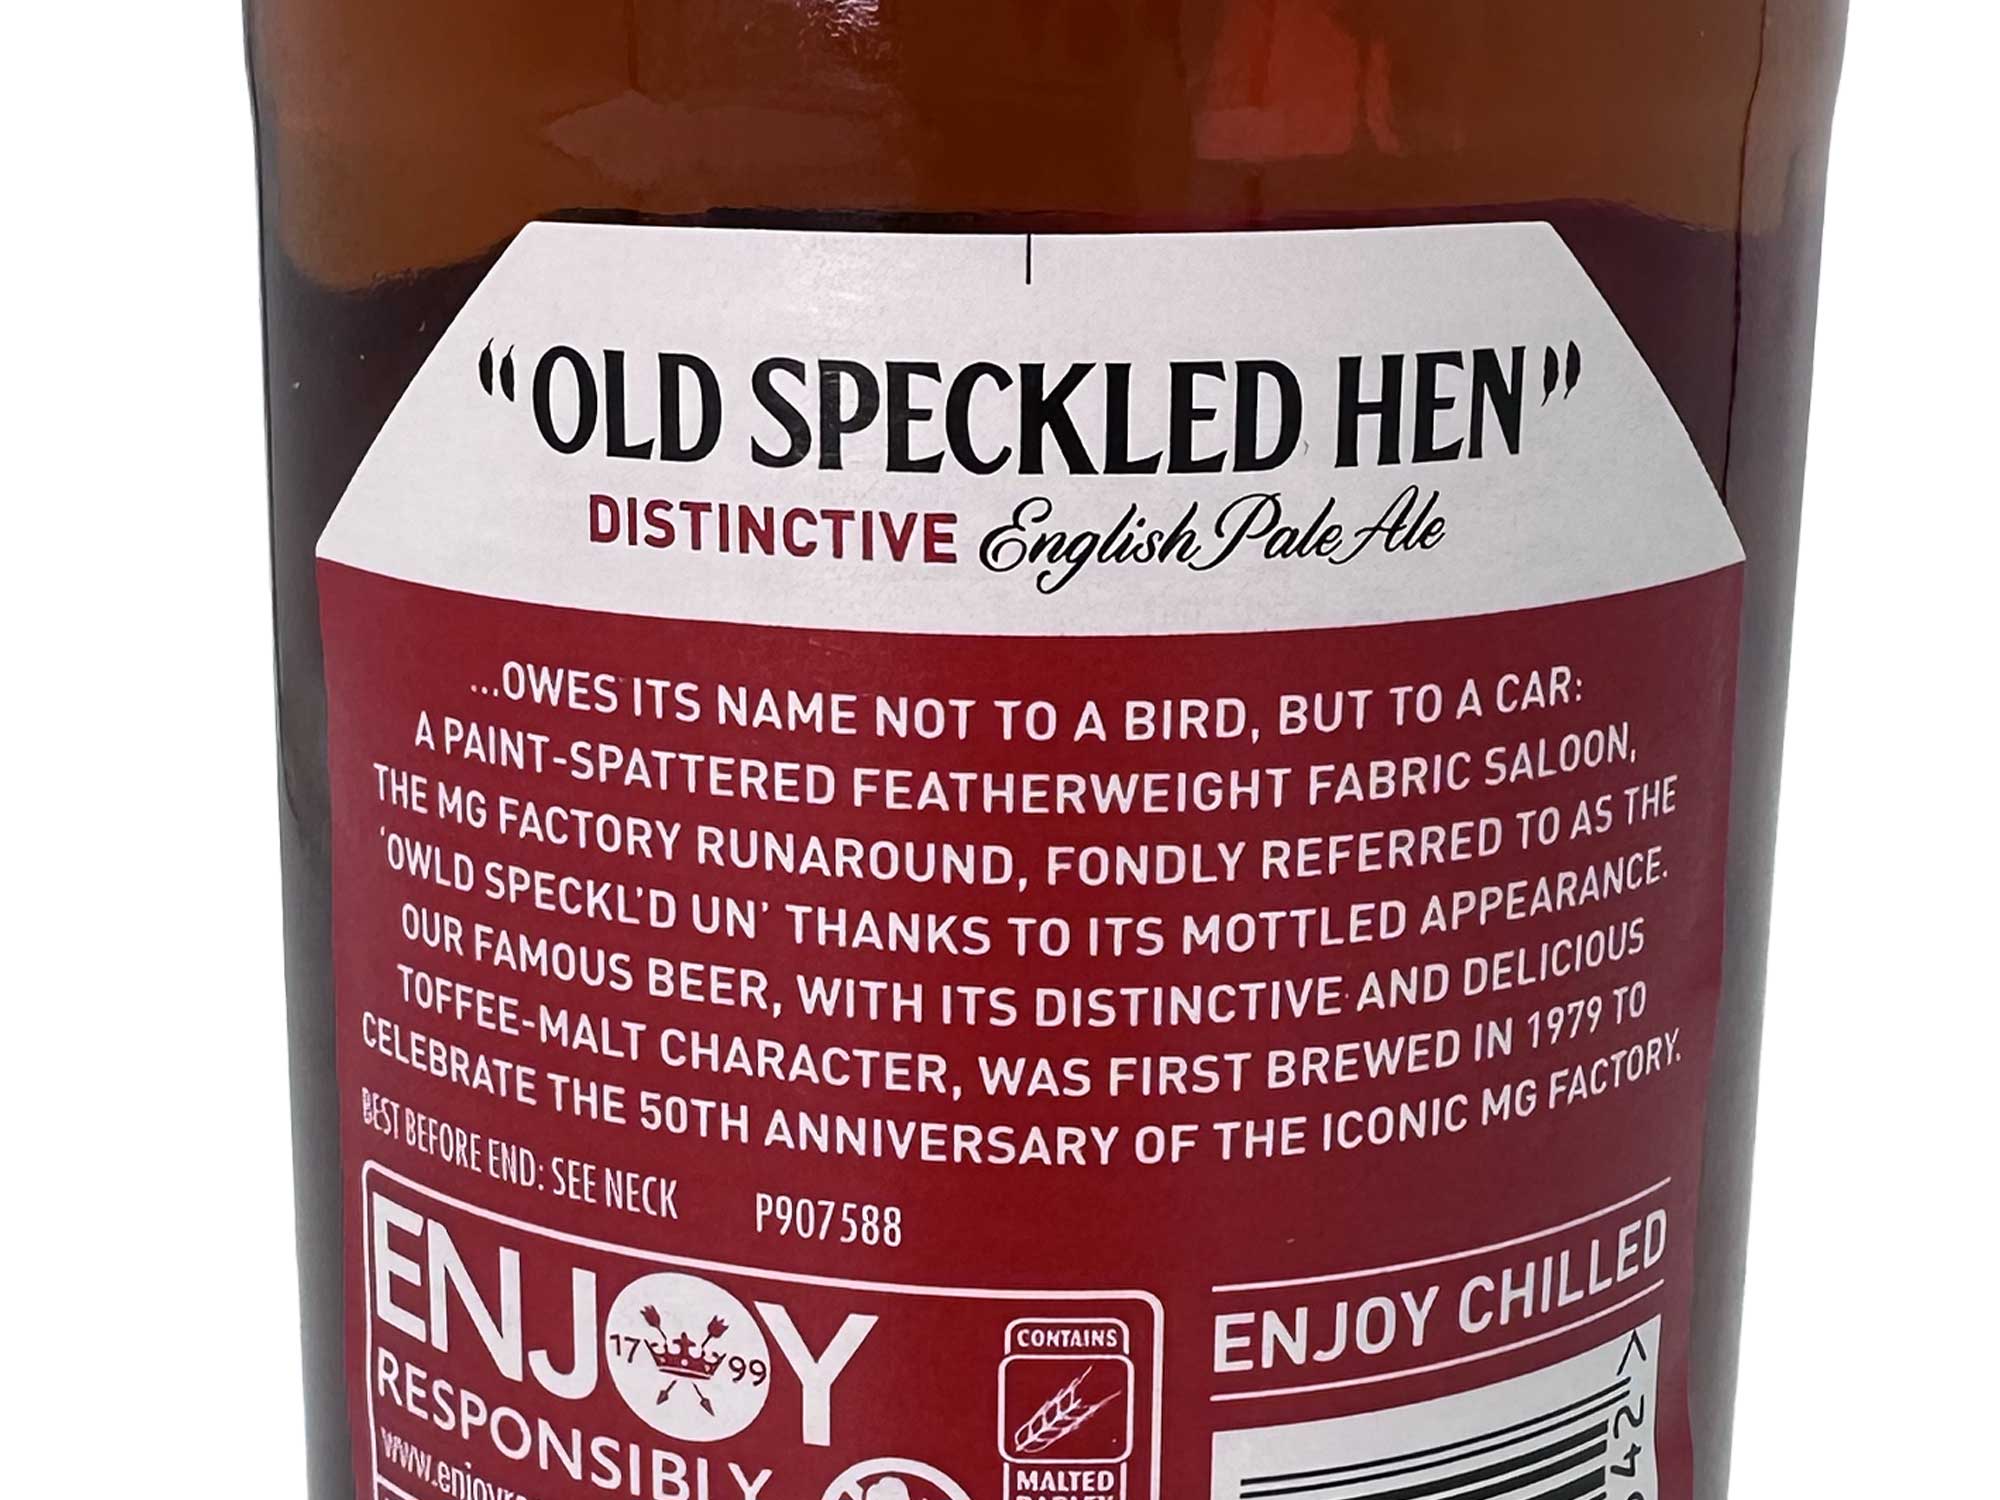 “OLD SPECKLED HEN”
DISTINCTIVE English Pale Ale
...OWES ITS NAME NOT TO A BIRD, BUT TO A CAR:
A PAINT-SPATTERED FEATHERWEIGHT FABRIC SALOON,
THE MG FACTORY RUNAROUND, FONDLY REFERRED TO AS THE
‘OWLD SPECKL’D UN’ THANKS TO ITS MOTTLED APPEARANCE.
OUR FAMOUS BEER, WITH ITS DISTINCTIVE AND DELICIOUS
TOFFEE-MALT CHARACTER, WAS FIRST BREWED IN 1979 TO
CELEBRATE THE 50TH ANNIVERSARY OF THE ICONIC MG FACTORY.
BEST BEFORE END: SEE NECK P907588
ENJOY
17 99
RESPONSIBLY
CONTAINS
MALTED
ENJOY CHILLED